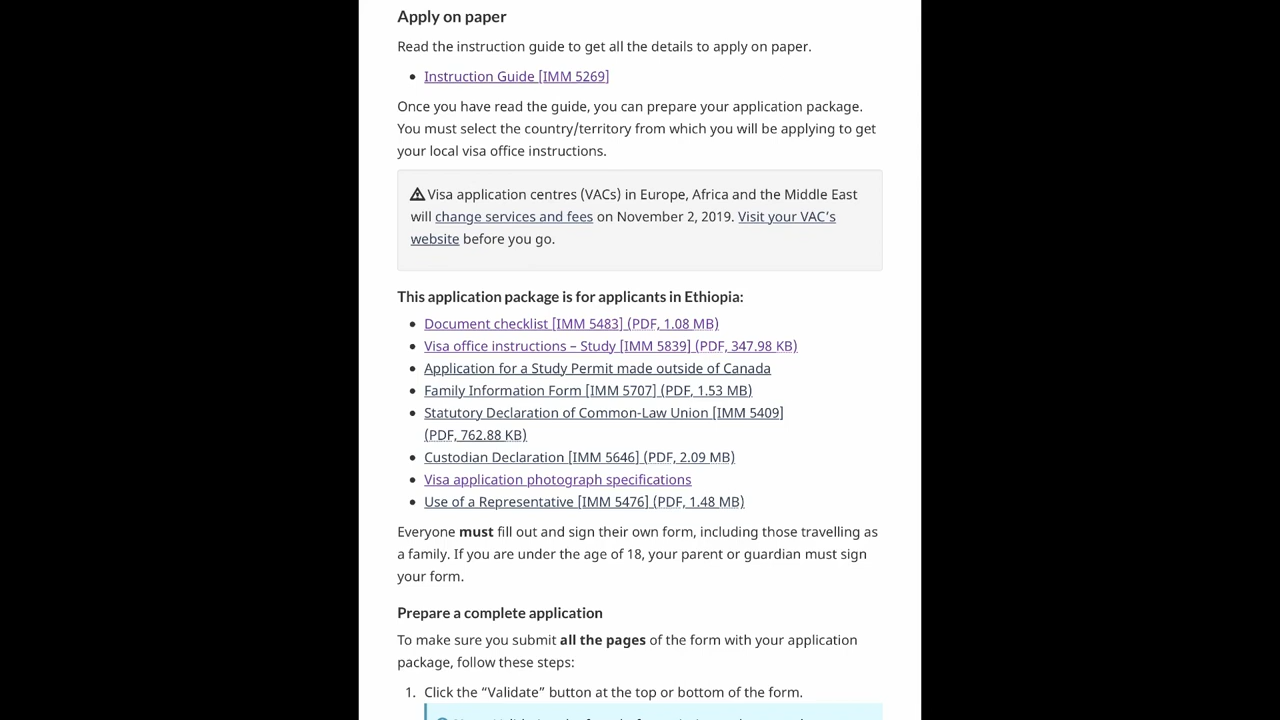 Apply on paper
Read the instruction guide to get all the details to apply on paper.
• Instruction Guide [IMM 5269]
Once you have read the guide, you can prepare your application package.
You must select the country/territory from which you will be applying to get
your local visa office instructions.
Visa application centres (VACs) in Europe, Africa and the Middle East
will change services and fees on November 2, 2019. Visit your VAC's
website before you go.
This application package is for applicants in Ethiopia:
• Document checklist [IMM 5483] (PDF, 1.08 MB)
• Visa office instructions – Study [IMM 5839] (PDF, 347.98 KB)
• Application for a Study Permit made outside of Canada
• Family Information Form [IMM 5707] (PDF, 1.53 MB)
• Statutory Declaration of Common-Law Union [IMM 5409]
(PDF, 762.88 KB)
• Custodian Declaration [IMM 5646] (PDF, 2.09 MB)
• Visa application photograph specifications
• Use of a Representative [IMM 5476] (PDF, 1.48 MB)
Everyone must fill out and sign their own form, including those travelling as
a family. If you are under the age of 18, your parent or guardian must sign
your form.
Prepare a complete application
To make sure you submit all the pages of the form with your application
package, follow these steps:
1. Click the “Validate” button at the top or bottom of the form.